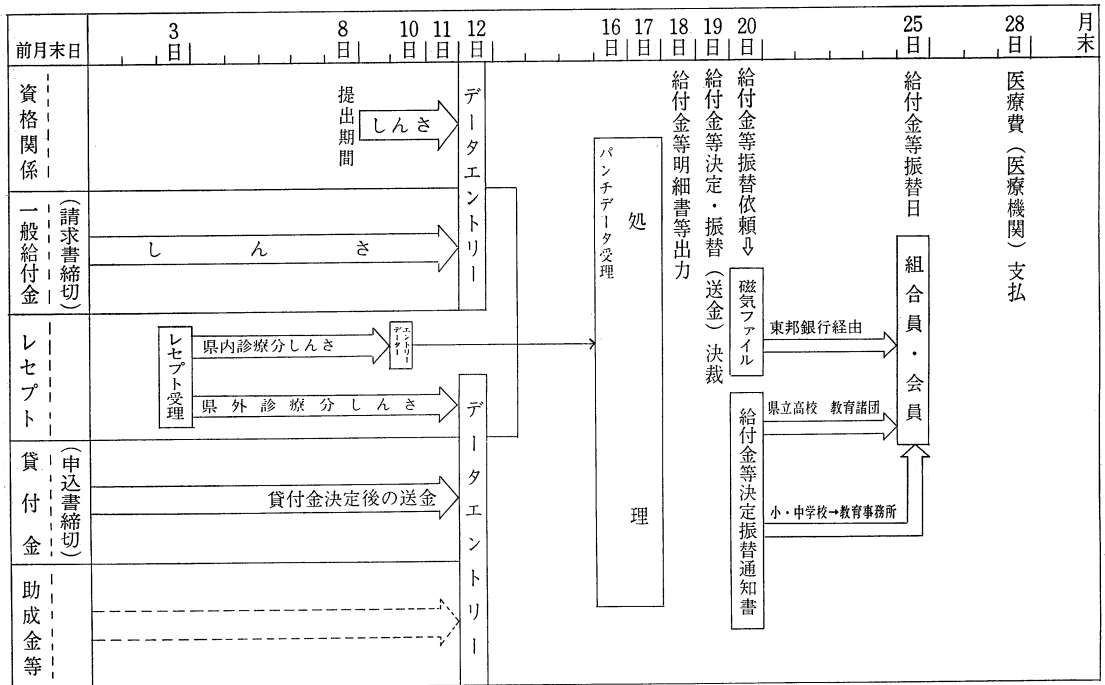 前月末日
3日
8日
10日
11日
12日
16日
17日
18日
19日
20日
25日
28日
月末
資格関係
提出期間
しんさ
データエントリー
一般給付金
(請求書締切)
しんさ
レセプト
レセプト受理
県内診療分しんさ
データーエントリー
県外診療分しんさ
データエントリー
貸付金
(申込書締切)
貸付金決定後の送金
助成金等
パンチデータ受理
処理
給付金等明細書等出力
給付金等決定・振替(送金)決裁
給付金等振替依頼⇩
磁気ファイル
給付金等決定振替通知書
東邦銀行経由
県立高校 教育諸団
小・中学校→教育事務所
給付金等振替日
組合員・会員
医療費(医療機関)支払